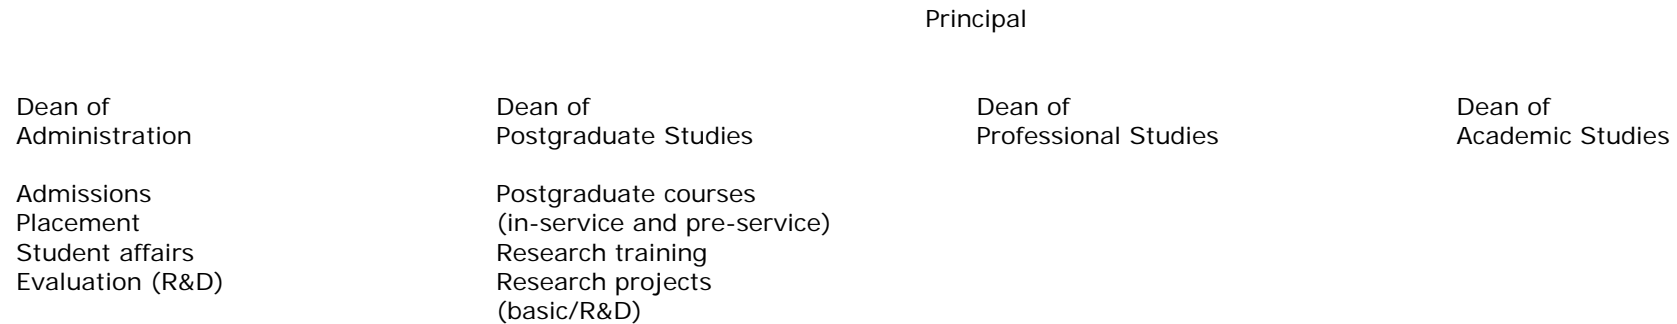 Principal
Dean of
Administration
Dean of
Postgraduate Studies
Dean of
Professional Studies
Dean of
Academic Studies
Admissions
Placement
Student affairs
Evaluation (R&D)
Postgraduate courses
(in-service and pre-service)
Research training
Research projects
(basic/R&D)